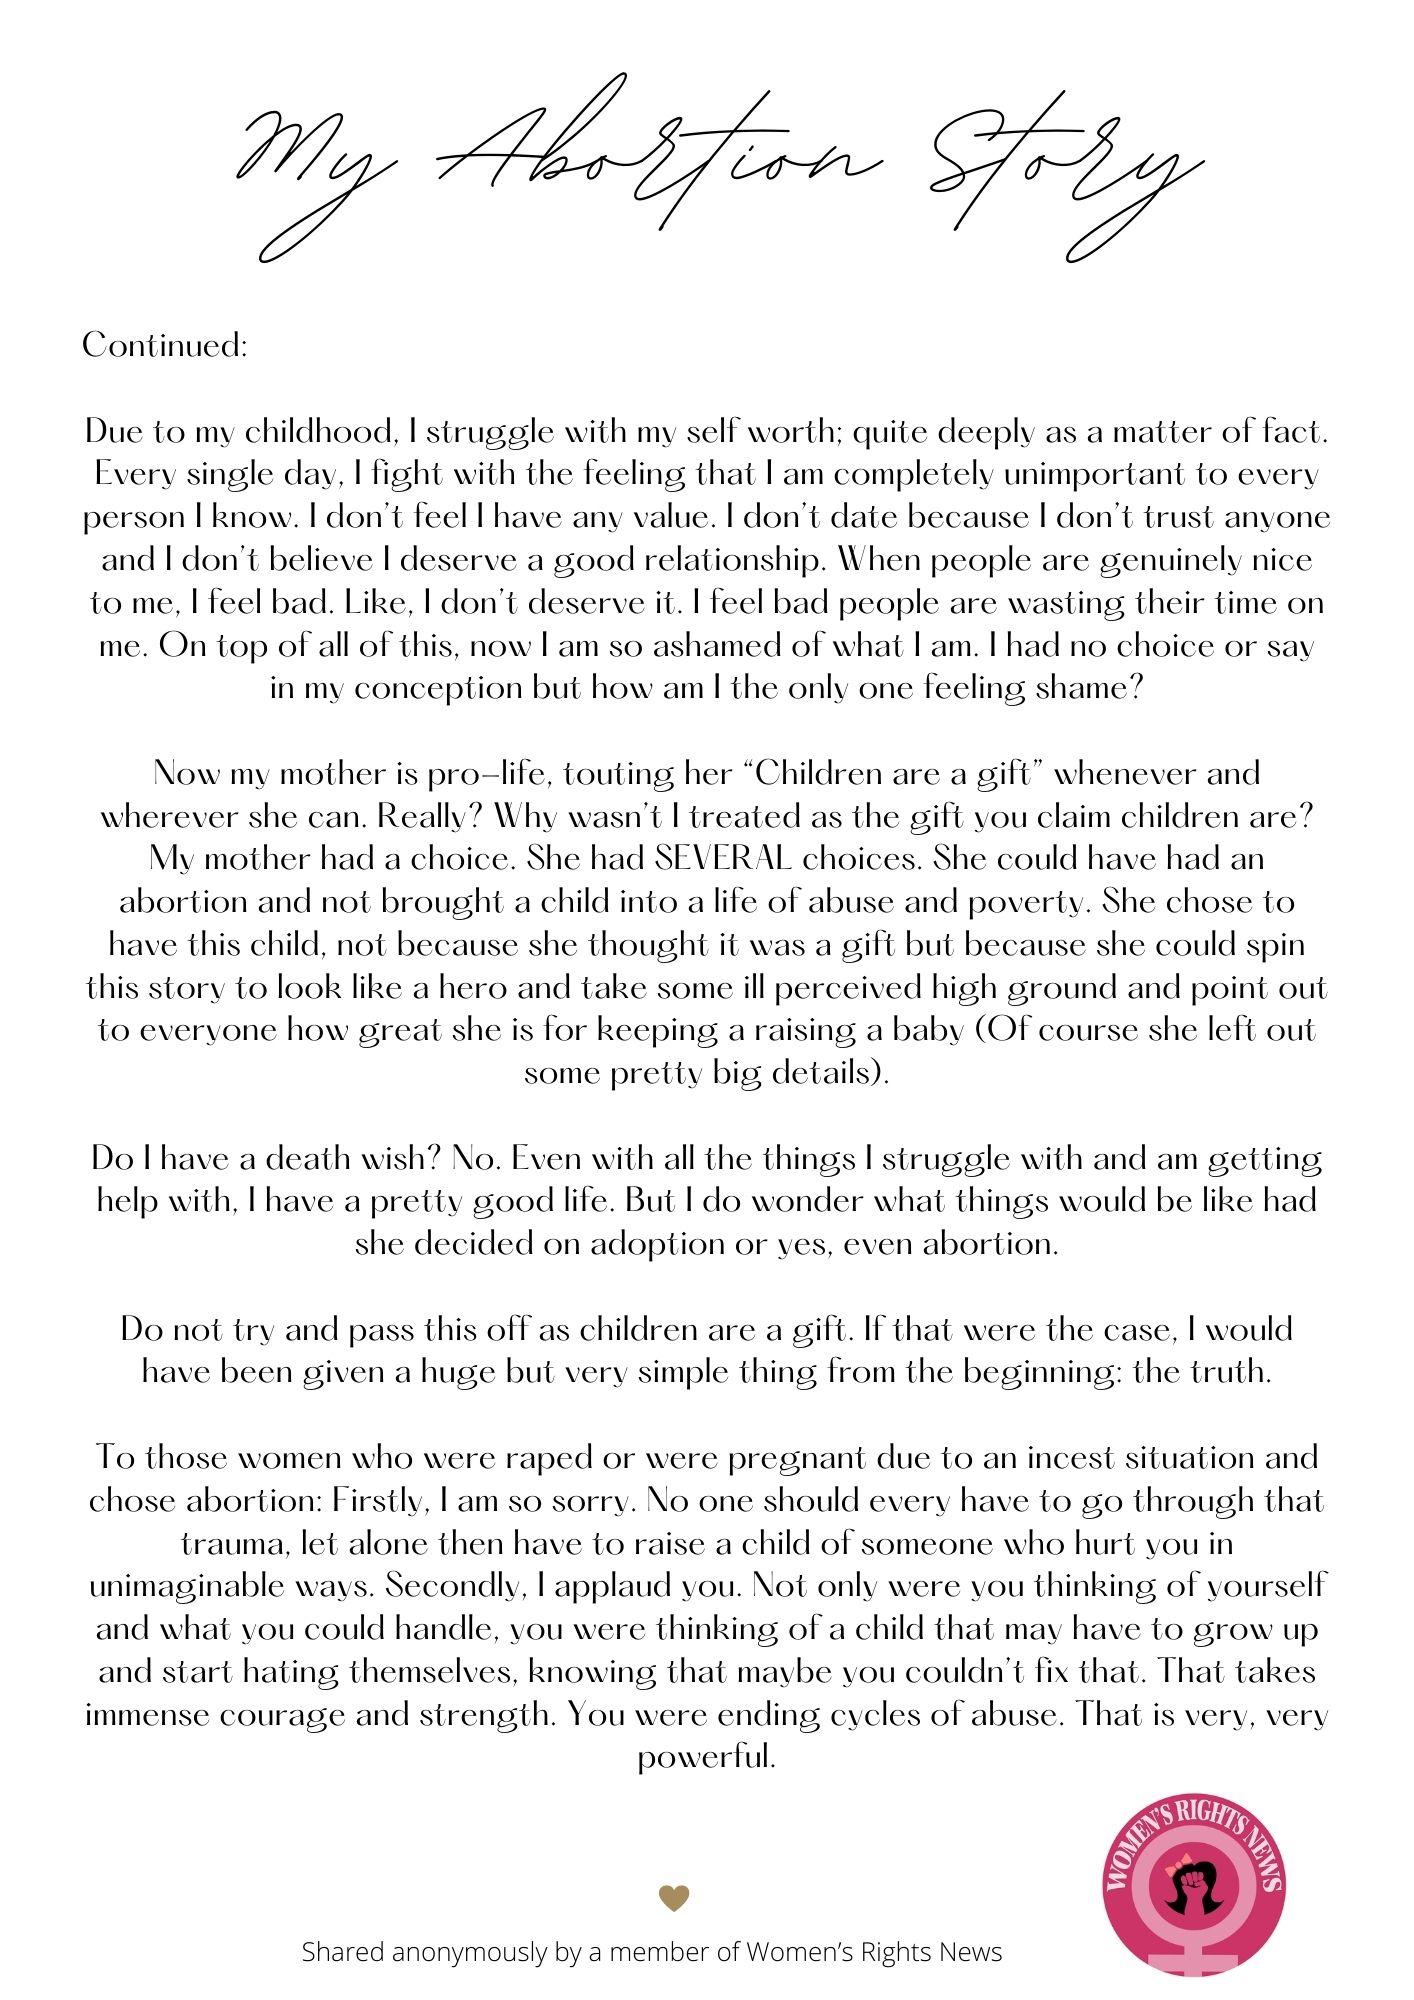 My Abortion Story
Continued:
Due to my childhood, I struggle with my self worth; quite deeply as a matter of fact.
Every single day, I fight with the feeling that I am completely unimportant to every
person I know. I don't feel I have any value. I don't date because I don't trust anyone
and I don't believe I deserve a good relationship. When people are genuinely nice
to me, I feel bad. Like, I don't deserve it. I feel bad people are wasting their time on
me. On top of all of this, now I am so ashamed of what I am. I had no choice or say
in my conception but how am I the only one feeling shame?
Now my mother is pro-life, touting her “Children are a gift” whenever and
wherever she can. Really? Why wasn't I treated as the gift you claim children are?
My mother had a choice. She had SEVERAL choices. She could have had an
abortion and not brought a child into a life of abuse and poverty. She chose to
have this child, not because she thought it was a gift but because she could spin
this story to look like a hero and take some ill perceived high ground and point out
to everyone how great she is for keeping a raising a baby (Of course she left out
some pretty big details).
Do I have a death wish? No. Even with all the things I struggle with and am getting
help with, I have a pretty good life. But I do wonder what things would be like had
she decided on adoption or yes, even abortion.
Do not try and pass this off as children are a gift. If that were the case, I would
have been given a huge but very simple thing from the beginning: the truth.
To those women who were raped or were pregnant due to an incest situation and
chose abortion: Firstly, I am so sorry. No one should every have to go through that
trauma, let alone then have to raise a child of someone who hurt you in
unimaginable ways. Secondly, I applaud you. Not only were you thinking of yourself
and what you could handle, you were thinking of a child that may have to grow up
and start hating themselves, knowing that maybe you couldn't fix that. That takes
immense courage and strength. You were ending cycles of abuse. That is very, very
powerful.
WOMEN'S RIGHTS NEWS
Shared anonymously by a member of Women's Rights News